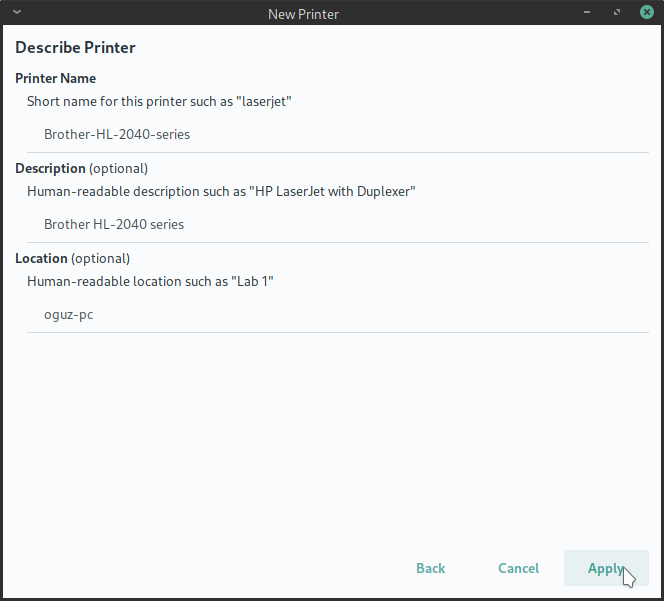 New Printer
Describe Printer
Printer Name
Short name for this printer such as "laserjet"
Brother-HL-2040-series
Description (optional)
Human-readable description such as "HP LaserJet with Duplexer"
Brother HL-2040 series
Location (optional)
Human-readable location such as "Lab 1"
oguz-pc
Back Cancel Apply